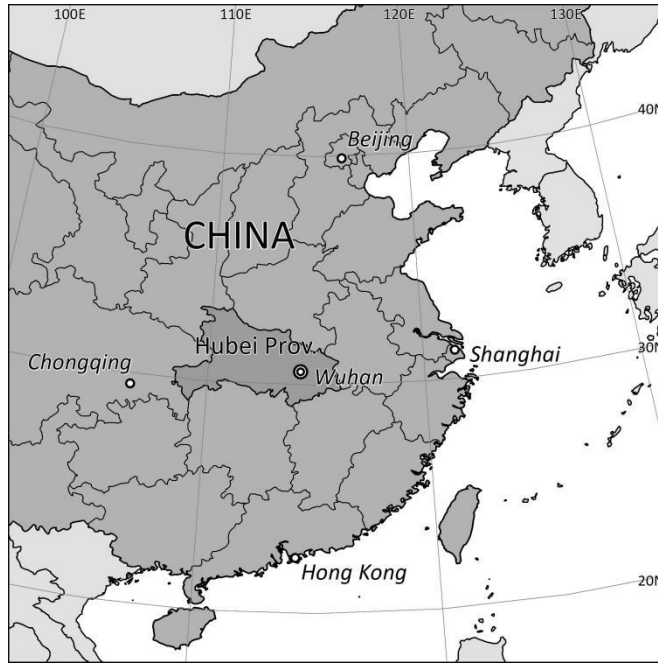 100E
110E
120E
130E
40N
Beijing
CHINA
Hubei Prov.
30N
Shanghai
Chongqing
Wuhan
Hong Kong
20N